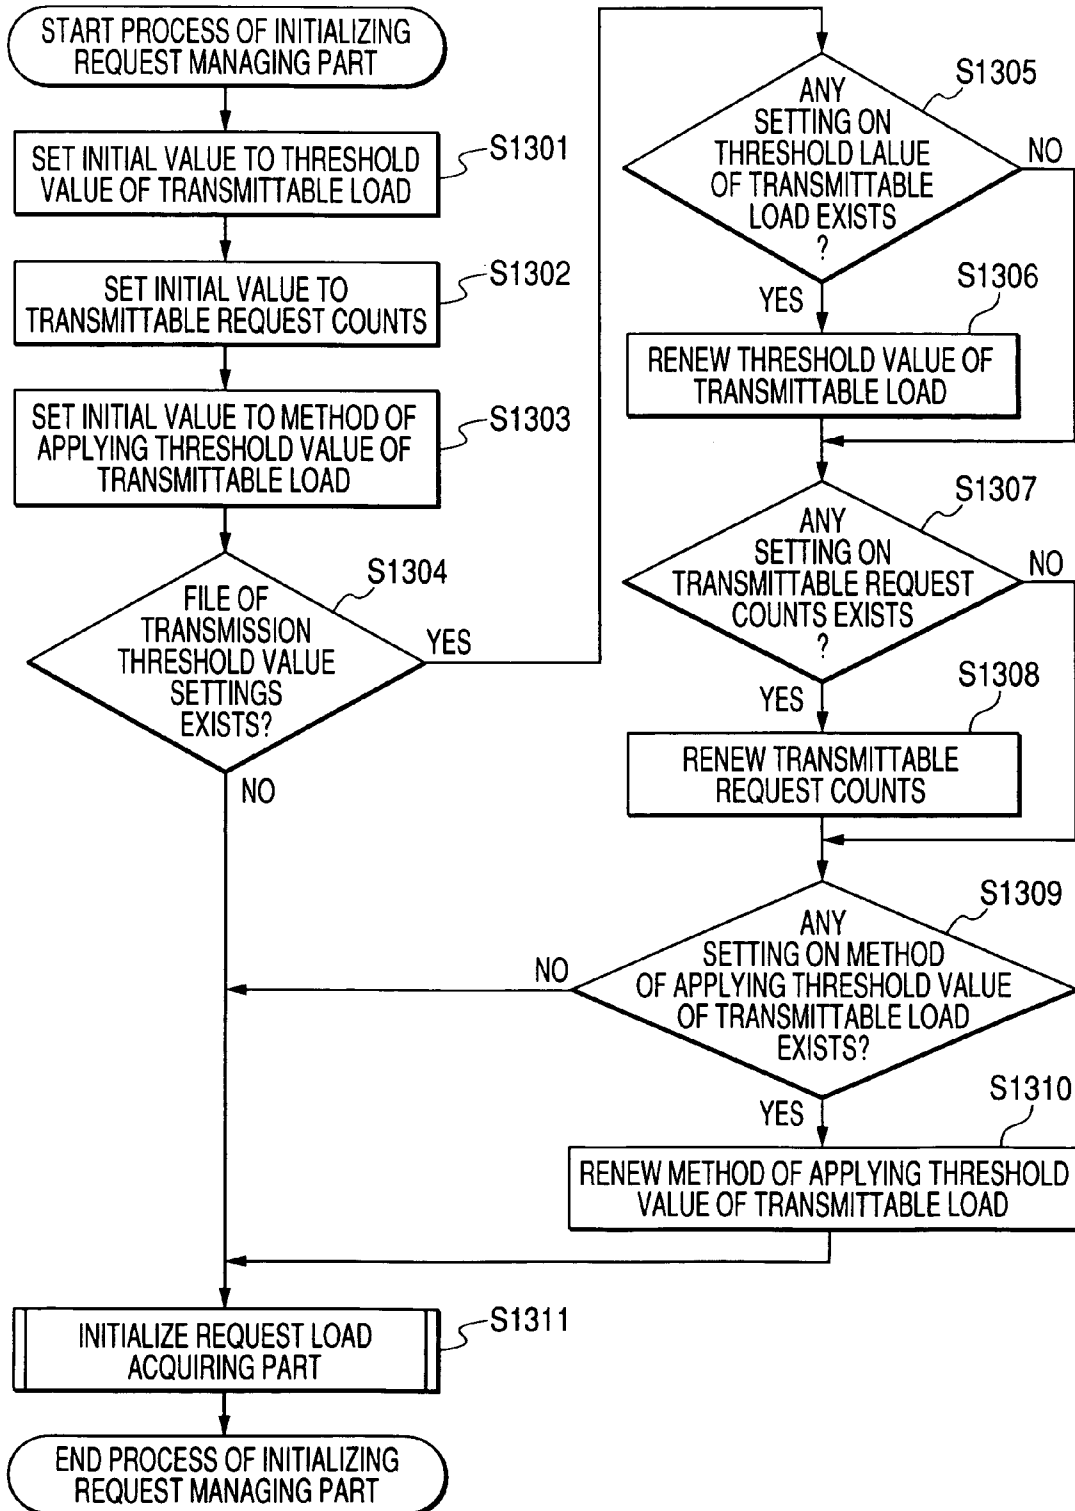 START PROCESS OF INITIALIZING
REQUEST MANAGING PART
SET INITIAL VALUE TO THRESHOLD
VALUE OF TRANSMITTABLE LOAD
S1301
SET INITIAL VALUE TO
TRANSMITTABLE REQUEST COUNTS
S1302
SET INITIAL VALUE TO METHOD OF
APPLYING THRESHOLD VALUE OF
TRANSMITTABLE LOAD
S1303
FILE OF
TRANSMISSION
THRESHOLD VALUE
SETTINGS
EXISTS?
S1304
YES
NO
ANY
SETTING ON
THRESHOLD LALUE
OF TRANSMITTABLE
LOAD EXISTS
?
S1305
NO
YES
RENEW THRESHOLD VALUE OF
TRANSMITTABLE LOAD
S1306
ANY
SETTING ON
TRANSMITTABLE REQUEST
COUNTS EXISTS
?
S1307
NO
YES
RENEW TRANSMITTABLE
REQUEST COUNTS
S1308
ANY
SETTING ON METHOD
OF APPLYING THRESHOLD VALUE
OF TRANSMITTABLE LOAD
EXISTS?
S1309
NO
YES
RENEW METHOD OF APPLYING THRESHOLD
VALUE OF TRANSMITTABLE LOAD
S1310
INITIALIZE REQUEST LOAD
ACQUIRING PART
S1311
END PROCESS OF INITIALIZING
REQUEST MANAGING PART